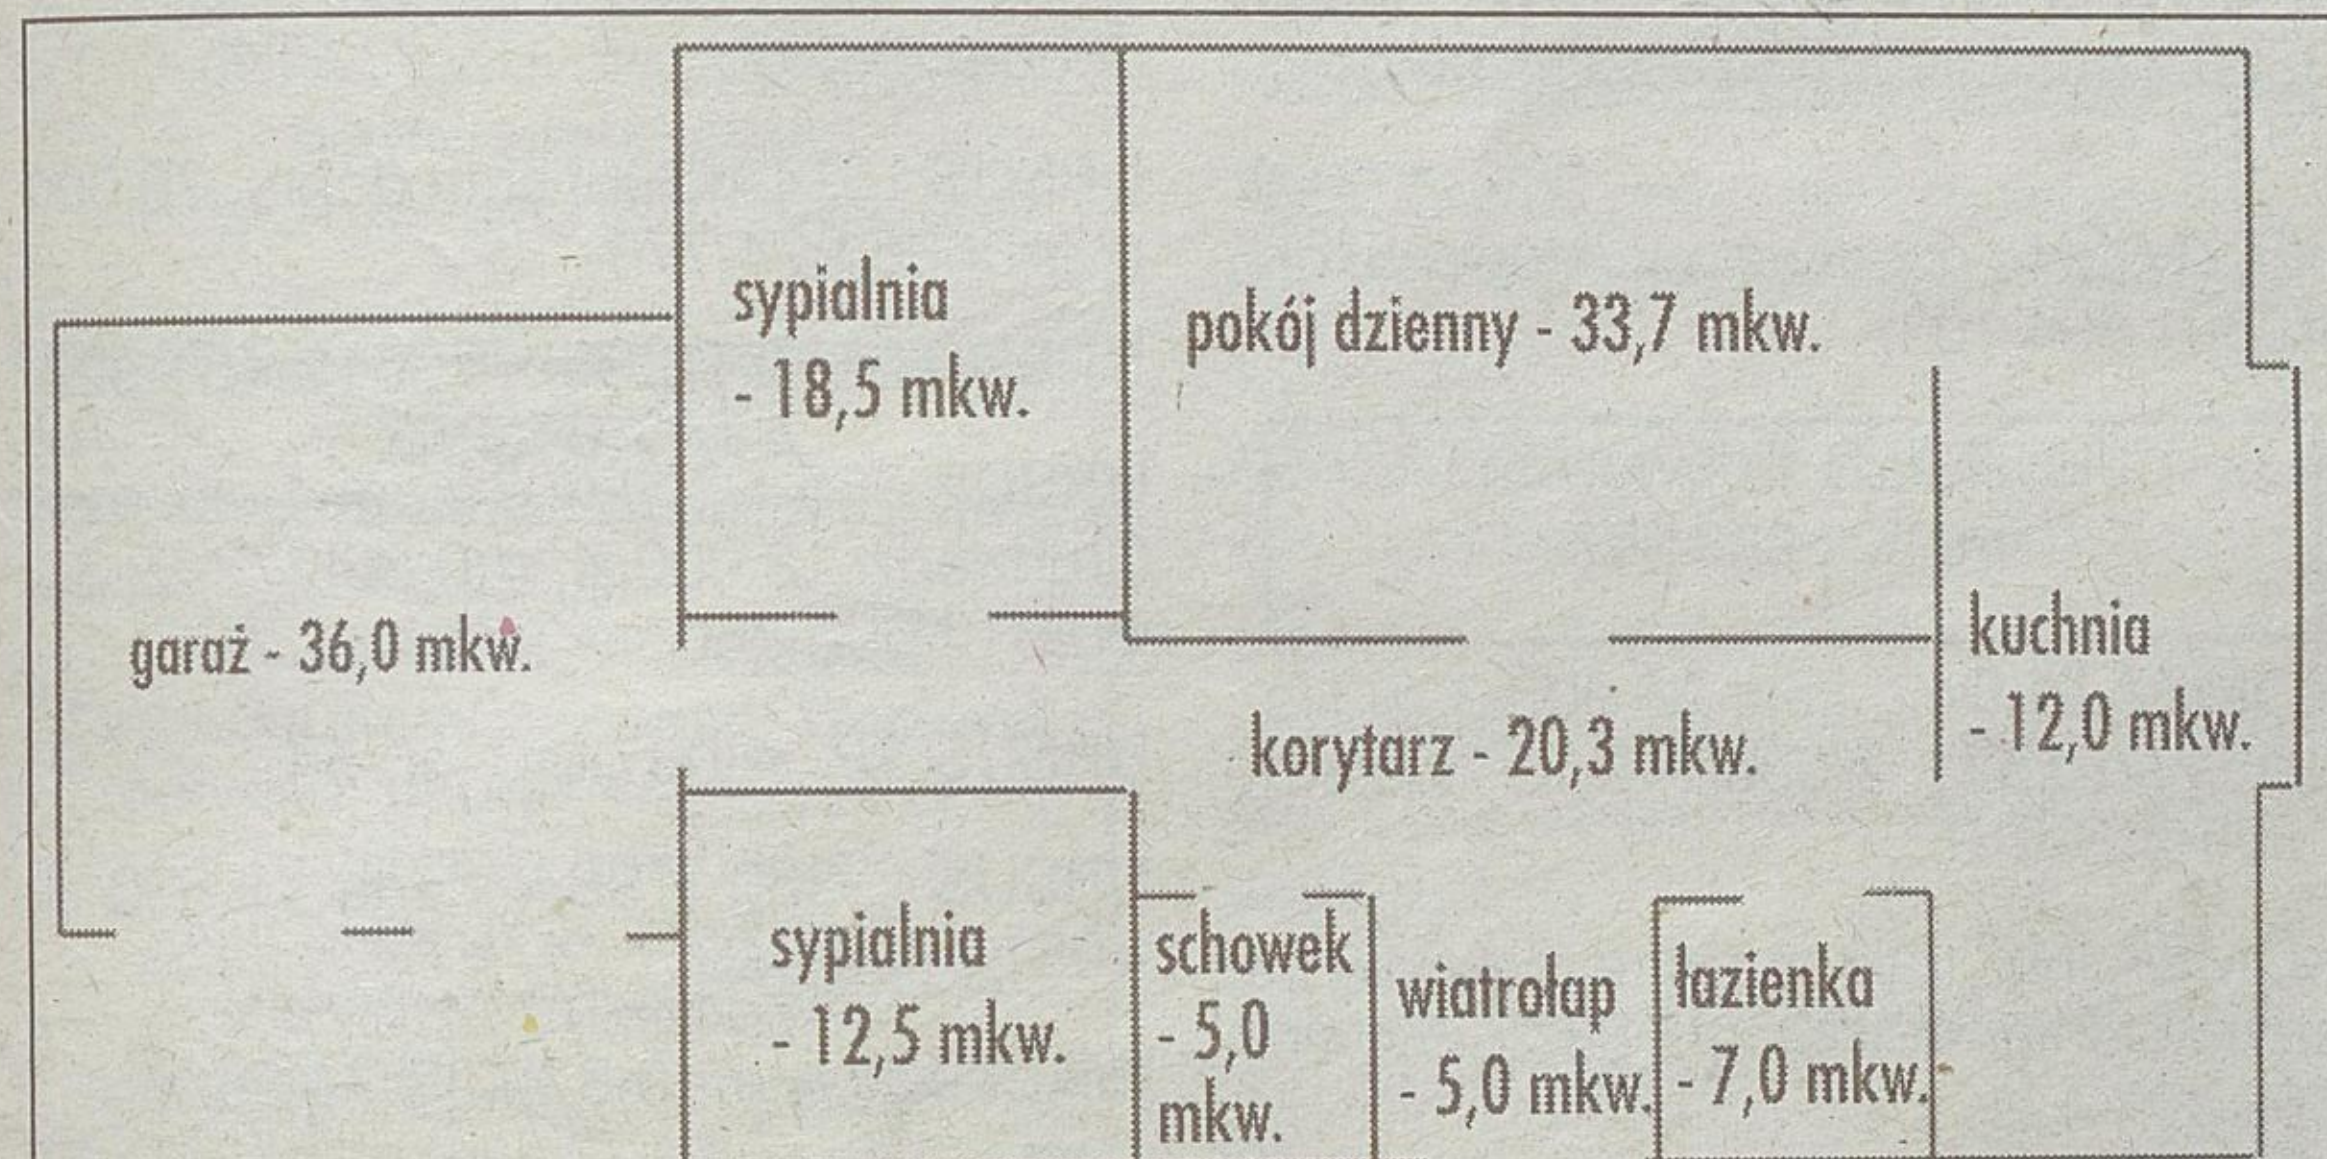 sypialnia
- 18,5 mkw.
pokój dzienny - 33,7 mkw.
garaż - 36,0 mkw.
kuchnia
- 12,0 mkw.
korytarz - 20,3 mkw.
sypialnia
- 12,5 mkw.
schowek
- 5,0
mkw.
wiatrołap
- 5,0 mkw.
łazienka
- 7,0 mkw.